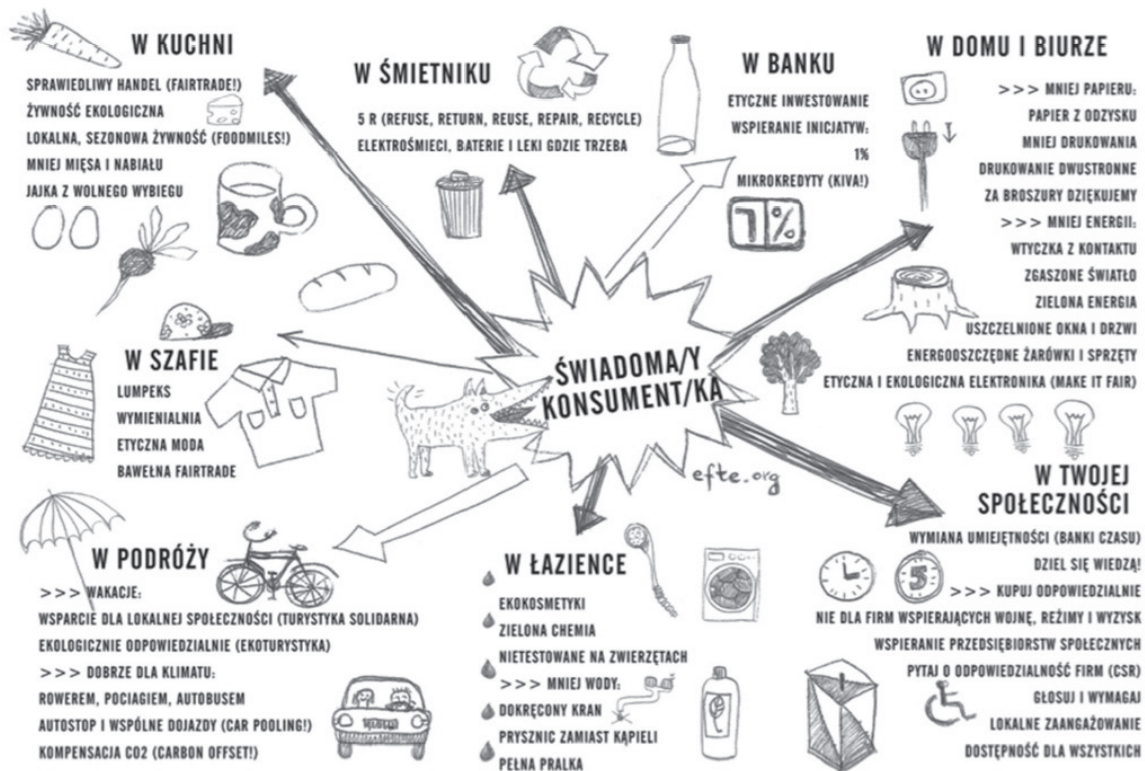 W KUCHNI
SPRAWIEDLIWY HANDEL (FAIRTRADE!)
ŻYWNOŚĆ EKOLOGICZNA
LOKALNA, SEZONOWA ŻYWNOŚĆ (FOODMILES!)
MNIEJ MIĘSA I NABIAŁU
JAJKA Z WOLNEGO WYBIEGU
W ŚMIETNIKU
5 R (REFUSE, RETURN, REUSE, REPAIR, RECYCLE)
ELEKTROŚMIECI, BATERIE I LEKI GDZIE TRZEBA
W BANKU
ETYCZNE INWESTOWANIE
WSPIERANIE INICJATYW:
1%
MIKROKREDYTY (KIVA!)
1%
W DOMU I BIURZE
>>> MNIEJ PAPIERU:
PAPIER Z ODZYSKU
MNIEJ DRUKOWANIA
DRUKOWANIE DWUSTRONNE
ZA BROSZURY DZIĘKUJEMY
>>> MNIEJ ENERGII:
WTYCZKA Z KONTAKTU
ZGASZONE ŚWIATŁO
ZIELONA ENERGIA
USZCZELNIONE OKNA I DRZWI
ENERGOOSZCZĘDNE ŻARÓWKI I SPRZĘTY
ETYCZNA I EKOLOGICZNA ELEKTRONIKA (MAKE IT FAIR)
W SZAFIE
LUMPEKS
WYMIENIALNIA
ETYCZNA MODA
BAWEŁNA FAIRTRADE
ŚWIADOMA/Y
KONSUMENT/KA
efte.org
W TWOJEJ
SPOŁECZNOŚCI
WYMIANA UMIEJĘTNOŚCI (BANKI CZASU)
DZIEL SIĘ WIEDZĄ!
>>> KUPUJ ODPOWIEDZIALNIE
NIE DLA FIRM WSPIERAJĄCYCH WOJNĘ, REŻIMY I WYZYSK
WSPIERANIE PRZEDSIĘBIORSTW SPOŁECZNYCH
PYTAJ O ODPOWIEDZIALNOŚĆ FIRM (CSR)
GŁOSUJ I WYMAGAJ
LOKALNE ZAANGAŻOWANIE
DOSTĘPNOŚĆ DLA WSZYSTKICH
5
W PODRÓŻY
>>> WAKACJE:
WSPARCIE DLA LOKALNEJ SPOŁECZNOŚCI (TURYSTYKA SOLIDARNA)
EKOLOGICZNIE ODPOWIEDZIALNIE (EKOTURYSTYKA)
>>> DOBRZE DLA KLIMATU:
ROWEREM, POCIAGIEM, AUTOBUSEM
AUTOSTOP I WSPÓLNE DOJAZDY (CAR POOLING!)
KOMPENSACJA CO2 (CARBON OFFSET!)
W ŁAZIENCE
EKOKOSMETYKI
ZIELONA CHEMIA
NIETESTOWANE NA ZWIERZĘTACH
>>> MNIEJ WODY:
DOKRĘCONY KRAN
PRYSZNIC ZAMIAST KĄPIELI
PEŁNA PRALKA